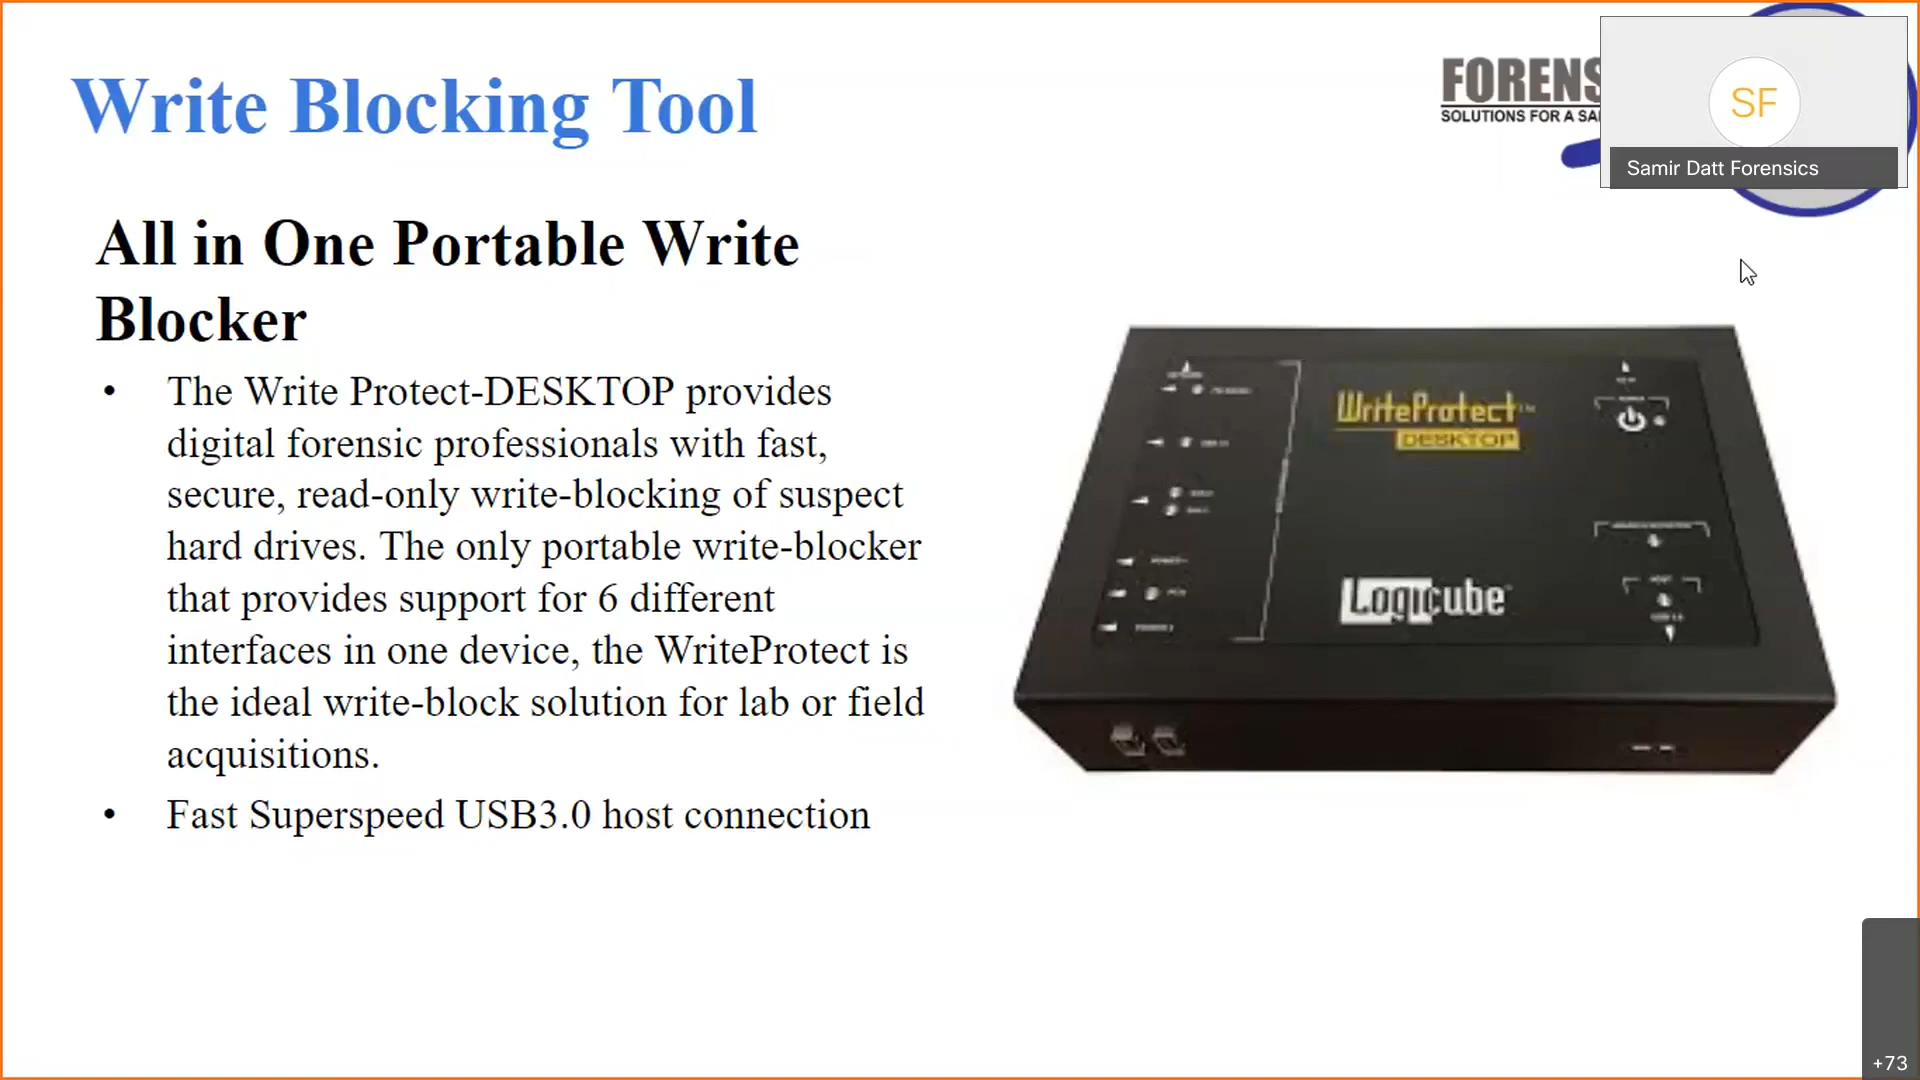 Write Blocking Tool
FORENS
SOLUTIONS FOR A SA
SF
Samir Datt Forensics
All in One Portable Write
Blocker
• The Write Protect-DESKTOP provides
digital forensic professionals with fast,
secure, read-only write-blocking of suspect
hard drives. The only portable write-blocker
that provides support for 6 different
interfaces in one device, the WriteProtect is
the ideal write-block solution for lab or field
acquisitions.
• Fast Superspeed USB3.0 host connection
WriteProtect™
DESKTOP
Logicube
HOST
+73